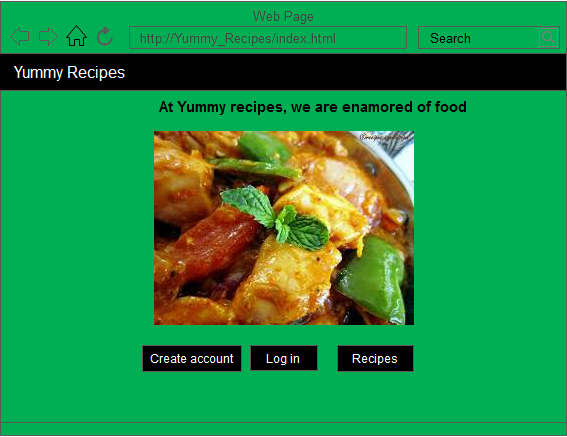 Web Page
http://Yummy_Recipes/index.html
Search
Yummy Recipes
At Yummy recipes, we are enamored of food
Create account
Log in
Recipes